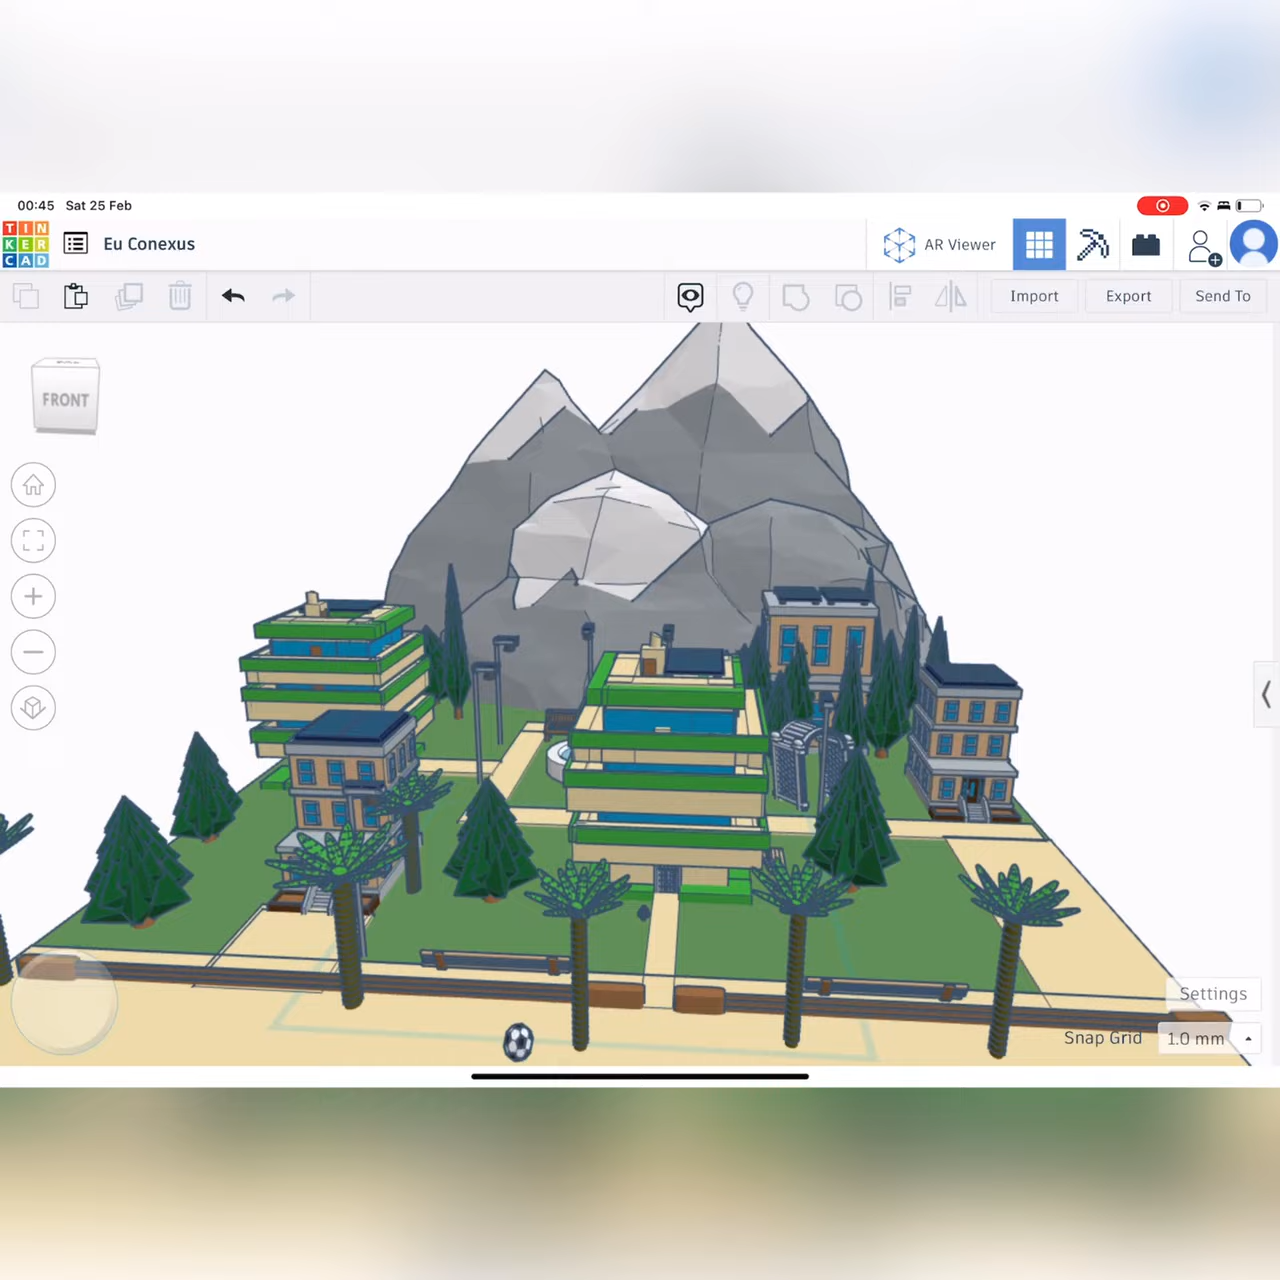 00:45 Sat 25 Feb
TIN
KER
CAD
Eu Conexus
AR Viewer
Import
Export
Send To
FRONT
Settings
Snap Grid
1.0 mm